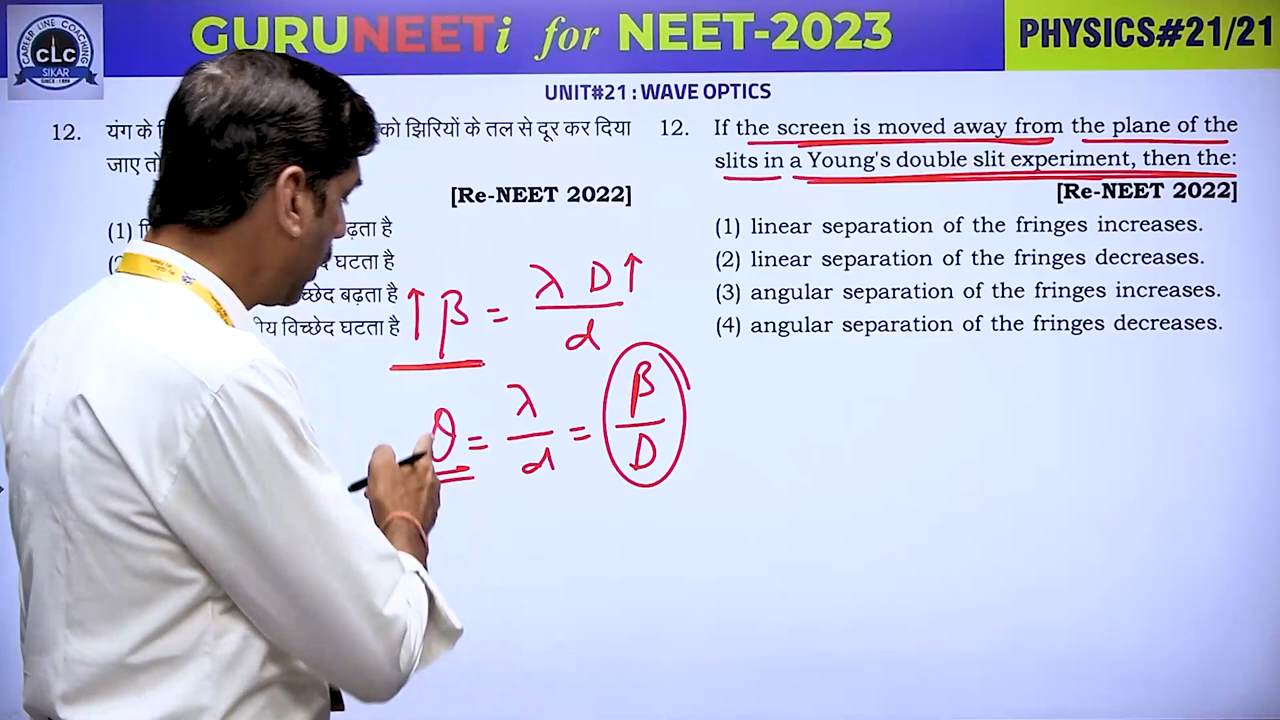 GURUNEETi for NEET-2023
PHYSICS#21/21
CAREER LINE COACHING
CLC
SIKAR
SINCE : 1996
UNIT#21 : WAVE OPTICS
12. यंग के को झिरियों के तल से दूर कर दिया
जाए तो
[Re-NEET 2022]
(1) बढ़ता है
घटता है
बढ़ता है
विच्छेद घटता है
12. If the screen is moved away from the plane of the
slits in a Young's double slit experiment, then the:
[Re-NEET 2022]
(1) linear separation of the fringes increases.
(2) linear separation of the fringes decreases.
(3) angular separation of the fringes increases.
(4) angular separation of the fringes decreases.
↑ β = λ D↑ / d
θ = λ / d = β / D